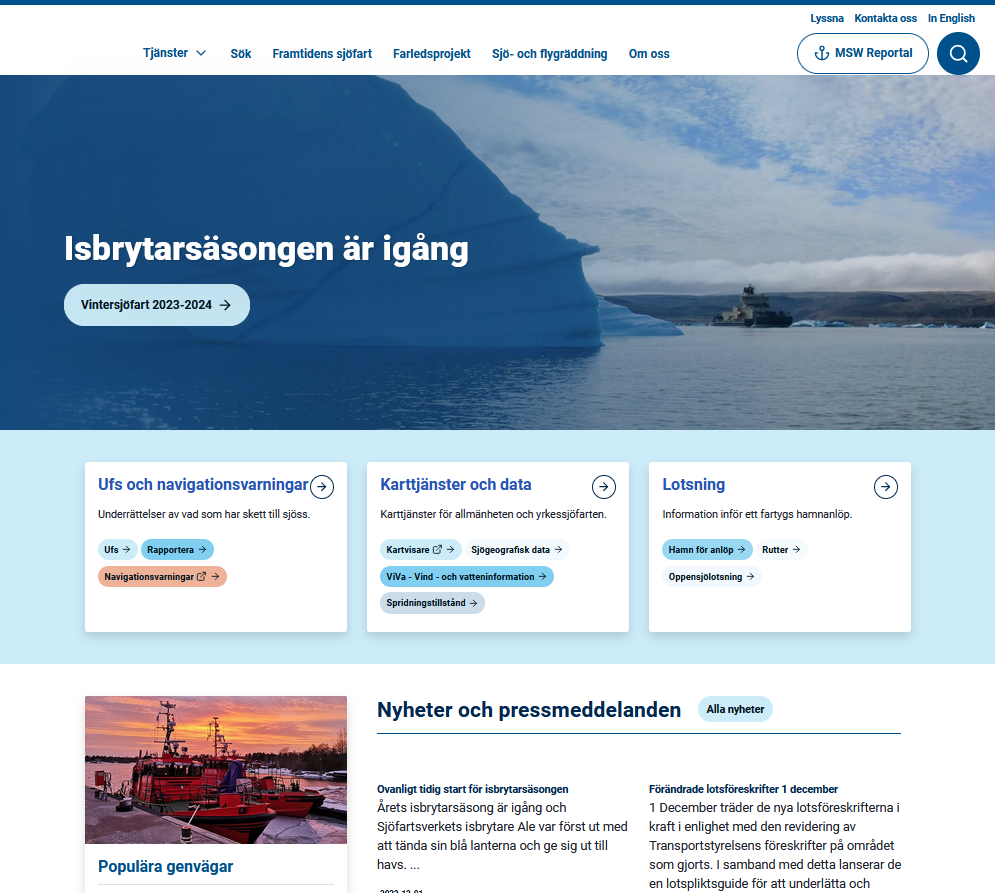 Lyssna Kontakta oss In English
Tjänster Sök Framtidens sjöfart Farledsprojekt Sjö- och flygräddning Om oss MSW Reportal
Isbrytarsäsongen är igång
Vintersjöfart 2023-2024
Ufs och navigationsvarningar
Underrättelser av vad som har skett till sjöss.
Ufs Rapportera
Navigationsvarningar
Karttjänster och data
Karttjänster för allmänheten och yrkessjöfarten.
Kartvisare Sjögeografisk data
ViVa - Vind - och vatteninformation
Spridningstillstånd
Lotsning
Information inför ett fartygs hamnanlöp.
Hamn för anlöp Rutter
Oppensjölotsning
Populära genvägar
Nyheter och pressmeddelanden Alla nyheter
Ovanligt tidig start för isbrytarsäsongen
Årets isbrytarsäsong är igång och
Sjöfartsverkets isbrytare Ale var först ut med
att tända sin blå lanterna och ge sig ut till
havs. ...
2023-12-01
Förändrade lotsföreskrifter 1 december
1 December träder de nya lotsföreskrifterna i
kraft i enlighet med den revidering av
Transportstyrelsens föreskrifter på området
som gjorts. I samband med detta lanserar de
en lotspliktsguide för att underlätta och